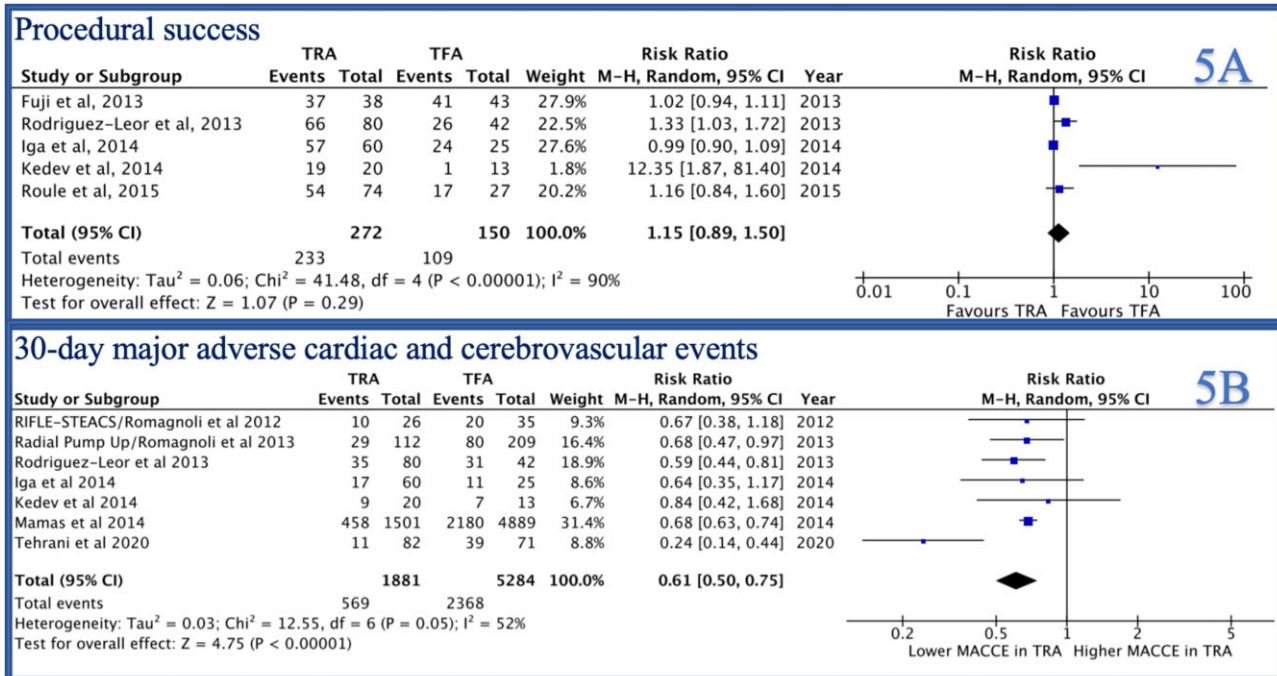 Procedural success
5A
TRA TFA Risk Ratio Risk Ratio
Study or Subgroup Events Total Events Total Weight M-H, Random, 95% CI Year M-H, Random, 95% CI
Fuji et al, 2013 37 38 41 43 27.9% 1.02 [0.94, 1.11] 2013
Rodriguez-Leor et al, 2013 66 80 26 42 22.5% 1.33 [1.03, 1.72] 2013
Iga et al, 2014 57 60 24 25 27.6% 0.99 [0.90, 1.09] 2014
Kedev et al, 2014 19 20 1 13 1.8% 12.35 [1.87, 81.40] 2014
Roule et al, 2015 54 74 17 27 20.2% 1.16 [0.84, 1.60] 2015
Total (95% CI) 272 150 100.0% 1.15 [0.89, 1.50]
Total events 233 109
Heterogeneity: Tau² = 0.06; Chi² = 41.48, df = 4 (P < 0.00001); I² = 90%
Test for overall effect: Z = 1.07 (P = 0.29)
0.01 0.1 1 10 100
Favours TRA Favours TFA
30-day major adverse cardiac and cerebrovascular events
5B
TRA TFA Risk Ratio Risk Ratio
Study or Subgroup Events Total Events Total Weight M-H, Random, 95% CI Year M-H, Random, 95% CI
RIFLE-STEACS/Romagnoli et al 2012 10 26 20 35 9.3% 0.67 [0.38, 1.18] 2012
Radial Pump Up/Romagnoli et al 2013 29 112 80 209 16.4% 0.68 [0.47, 0.97] 2013
Rodriguez-Leor et al 2013 35 80 31 42 18.9% 0.59 [0.44, 0.81] 2013
Iga et al 2014 17 60 11 25 8.6% 0.64 [0.35, 1.17] 2014
Kedev et al 2014 9 20 7 13 6.7% 0.84 [0.42, 1.68] 2014
Mamas et al 2014 458 1501 2180 4889 31.4% 0.68 [0.63, 0.74] 2014
Tehrani et al 2020 11 82 39 71 8.8% 0.24 [0.14, 0.44] 2020
Total (95% CI) 1881 5284 100.0% 0.61 [0.50, 0.75]
Total events 569 2368
Heterogeneity: Tau² = 0.03; Chi² = 12.55, df = 6 (P = 0.05); I² = 52%
Test for overall effect: Z = 4.75 (P < 0.00001)
0.2 0.5 1 2 5
Lower MACCE in TRA Higher MACCE in TRA